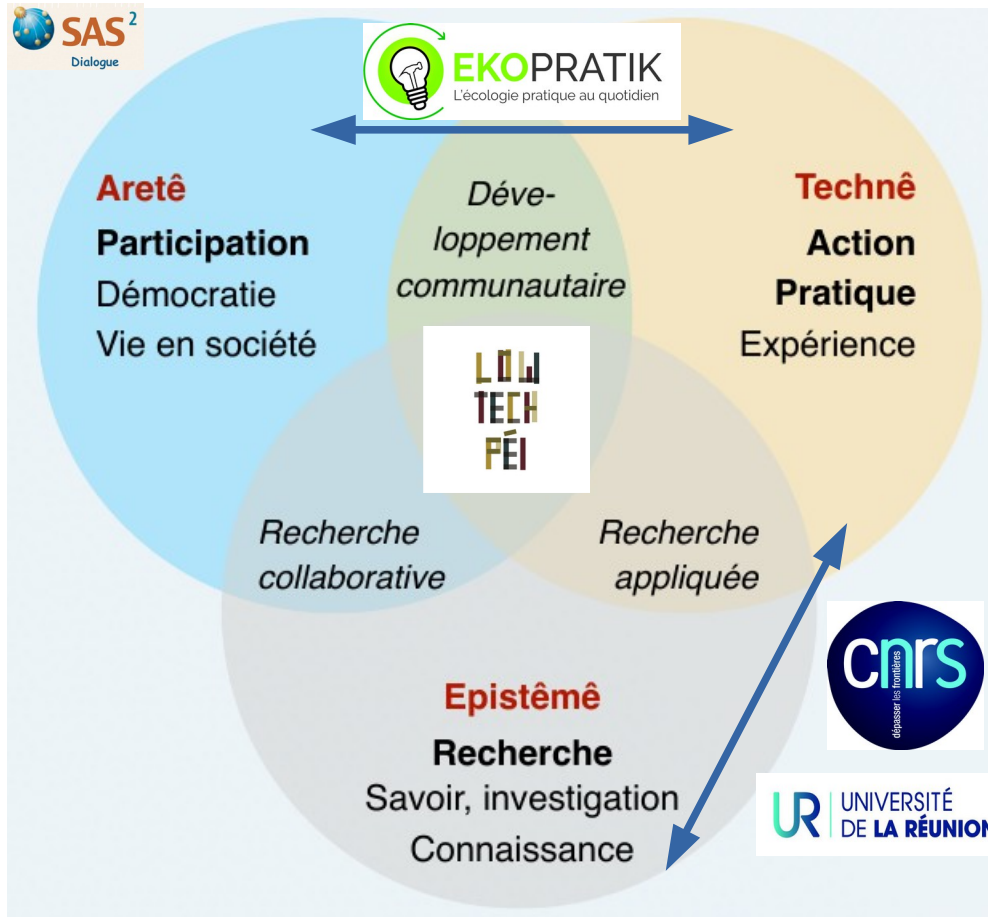 SAS²
Dialogue
EKOPRATIK
L'écologie pratique au quotidien
Aretê
Participation
Démocratie
Vie en société
Déve-
loppement
communautaire
Technê
Action
Pratique
Expérience
LOW
TECH
PÉI
Recherche
collaborative
Recherche
appliquée
Epistêmê
Recherche
Savoir, investigation
Connaissance
cnrs
dépasser les frontières
UR
UNIVERSITÉ
DE LA RÉUNION